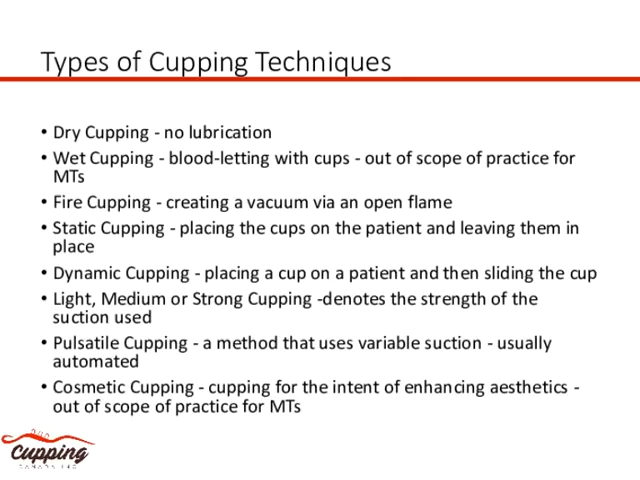 Types of Cupping Techniques
• Dry Cupping - no lubrication
• Wet Cupping - blood-letting with cups - out of scope of practice for
MTs
• Fire Cupping - creating a vacuum via an open flame
• Static Cupping - placing the cups on the patient and leaving them in
place
• Dynamic Cupping - placing a cup on a patient and then sliding the cup
• Light, Medium or Strong Cupping -denotes the strength of the
suction used
• Pulsatile Cupping - a method that uses variable suction - usually
automated
• Cosmetic Cupping - cupping for the intent of enhancing aesthetics -
out of scope of practice for MTs
Cupping